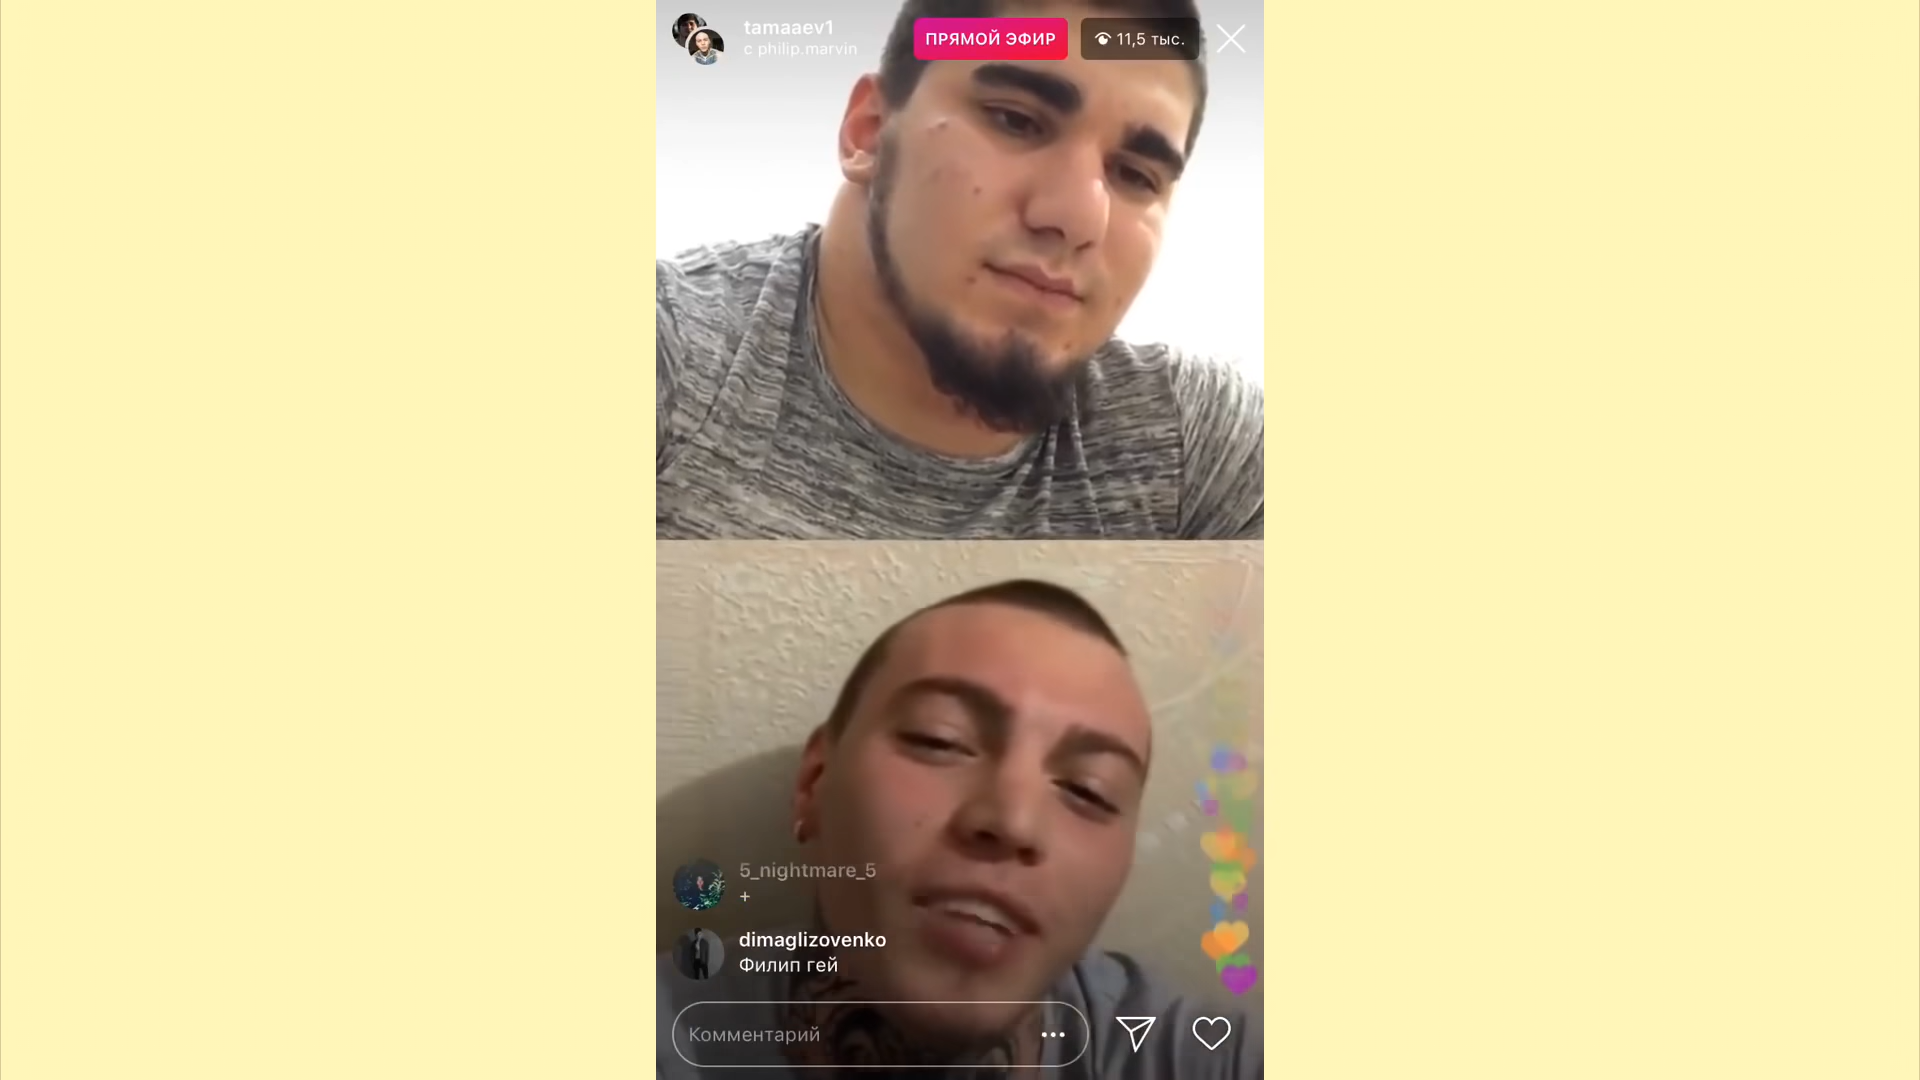 tamaaev1
с philip.marvin
ПРЯМОЙ ЭФИР
11,5 тыс.
5_nightmare_5
+
dimaglizovenko
Филип гей
Комментарий